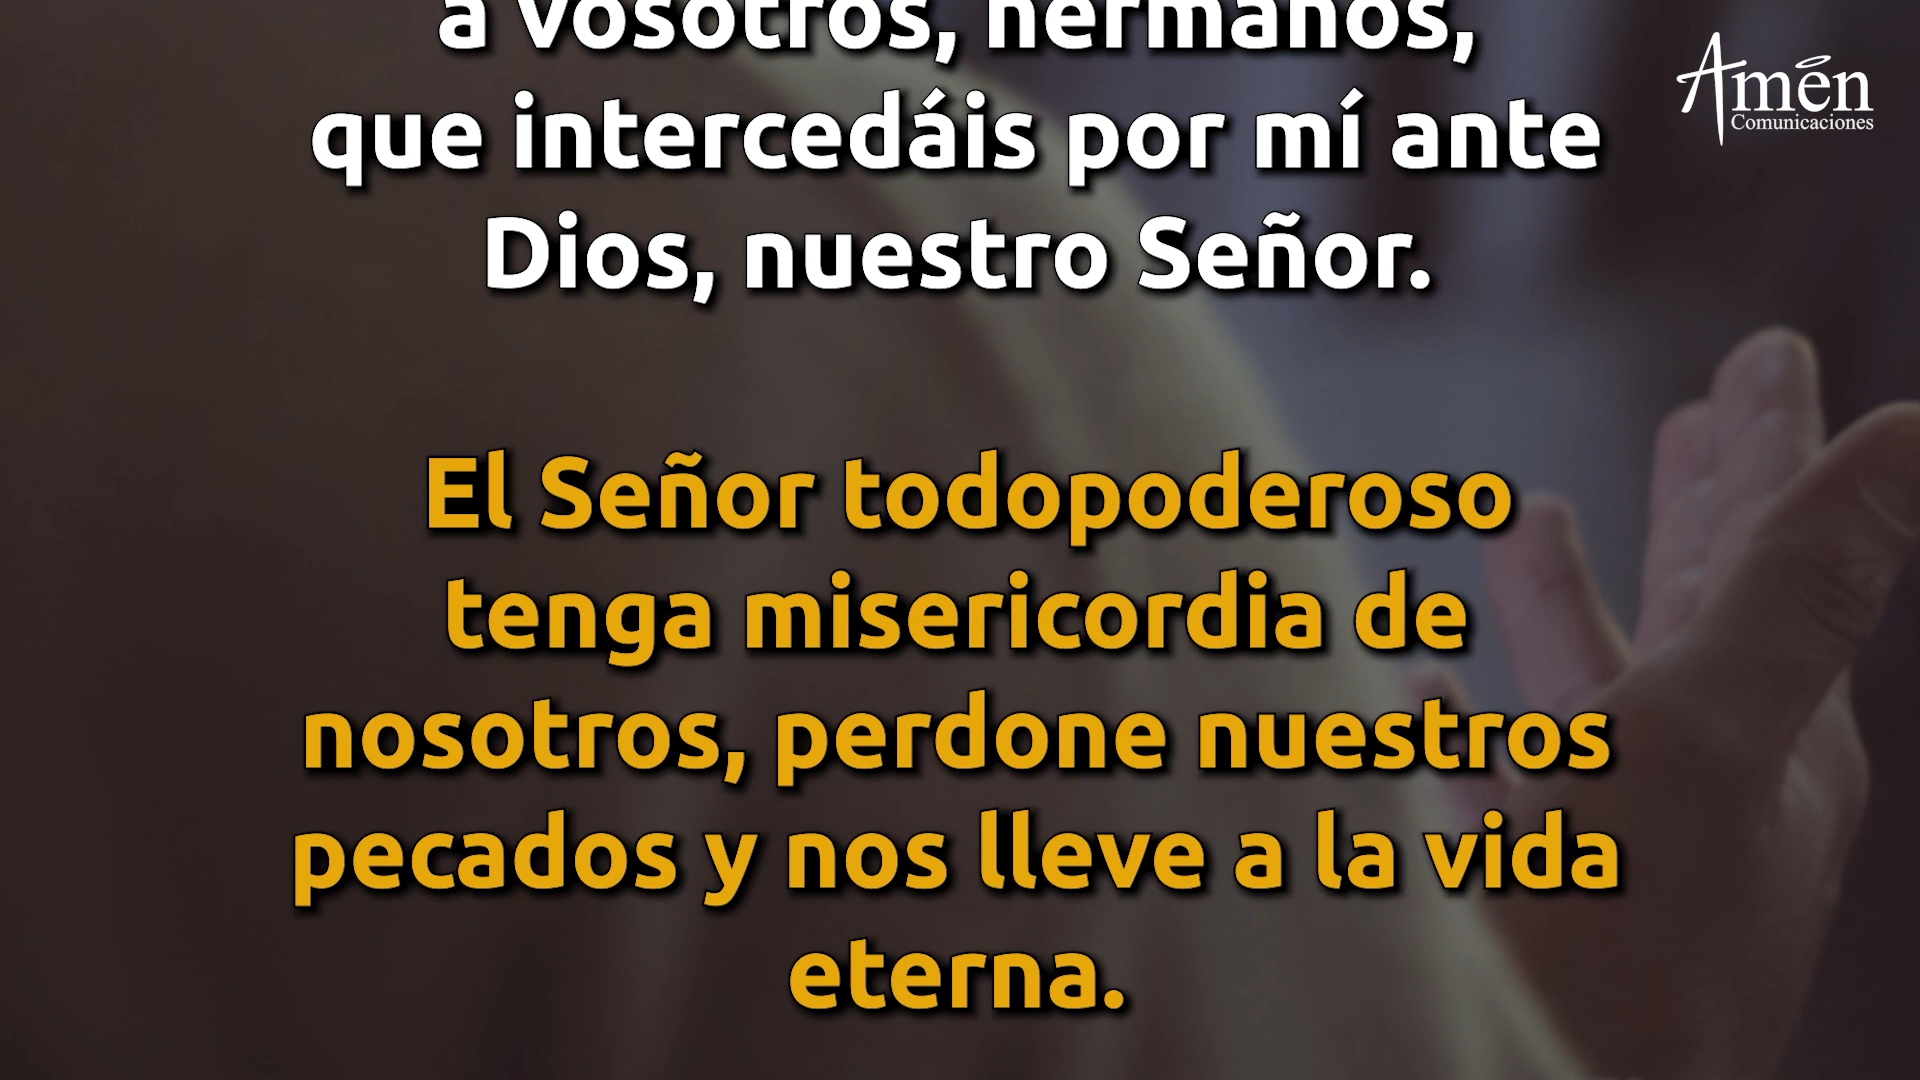 a vosotros, hermanos,
que intercedáis por mí ante
Dios, nuestro Señor.
El Señor todopoderoso
tenga misericordia de
nosotros, perdone nuestros
pecados y nos lleve a la vida
eterna.
Amén
Comunicaciones